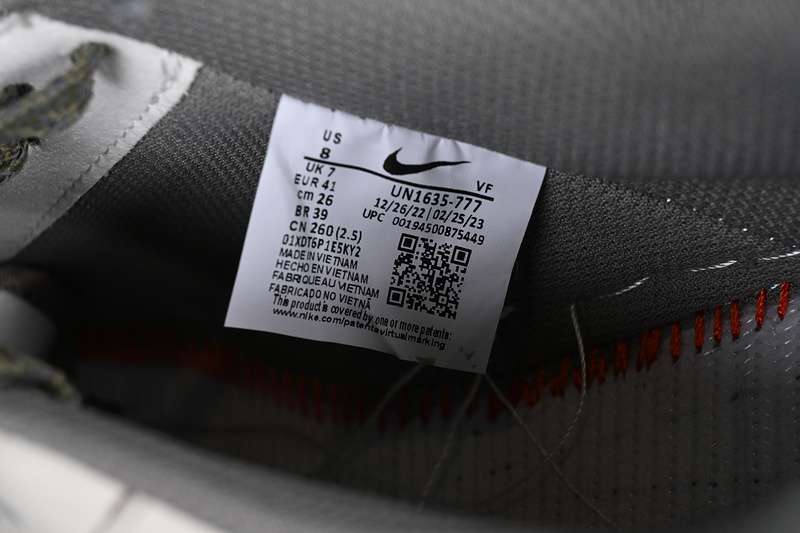 US
8
UK 7
EUR 41
cm 26
BR 39
CN 260 (2.5)
D1XDT6P1E5KY2
MADE IN VIETNAM
HECHO EN VIETNAM
FABRIQUE AU VIETNAM
FABRICADO NO VIETNÃ
This product is covered by one or more patents:
www.nike.com/patentsvirtualmarking
VF
UN1635-777
12/26/22 | 02/25/23
UPC 00194500875449